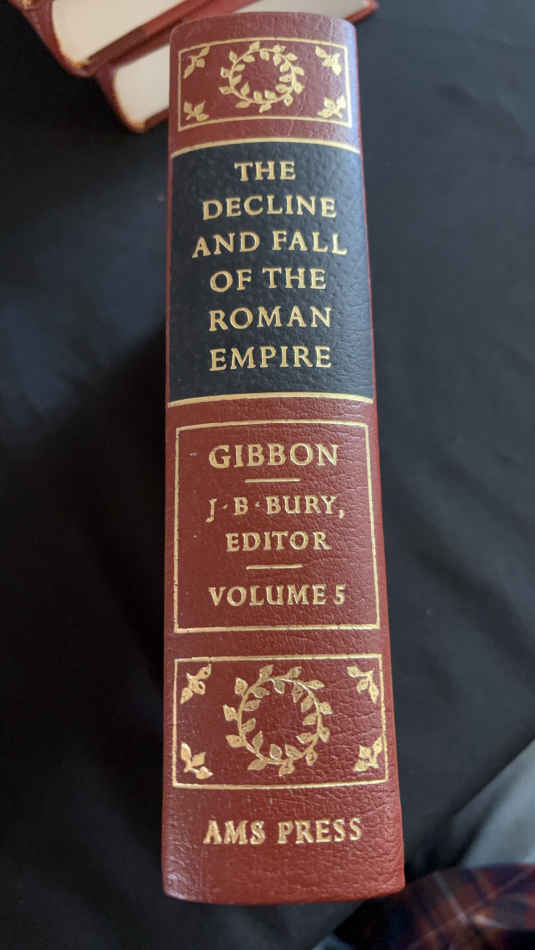 THE
DECLINE
AND FALL
OF THE
ROMAN
EMPIRE
GIBBON
J·B·BURY,
EDITOR
VOLUME 5
AMS PRESS